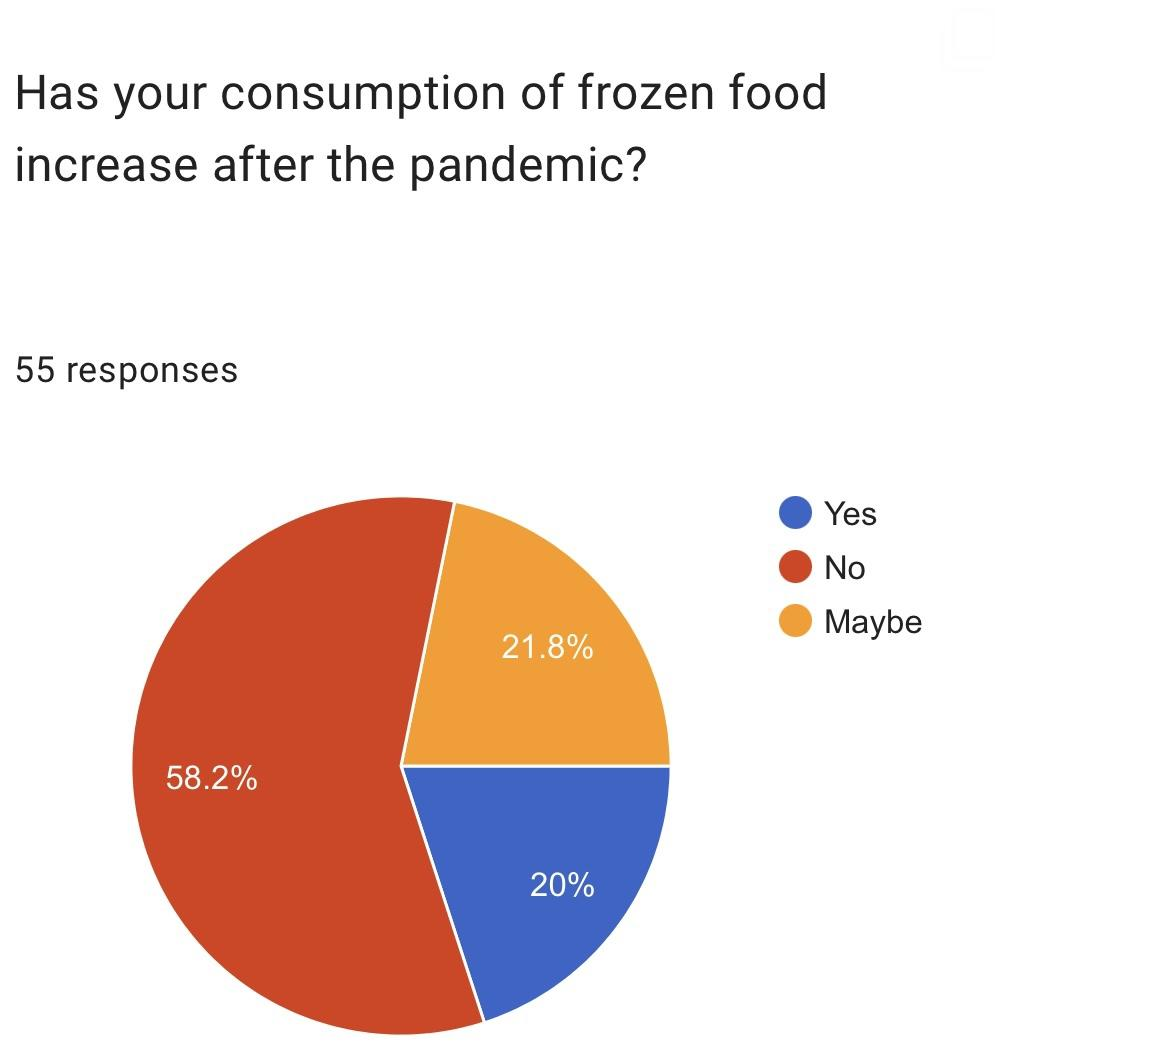 Has your consumption of frozen food
increase after the pandemic?
55 responses
Yes
No
Maybe
21.8%
58.2%
20%